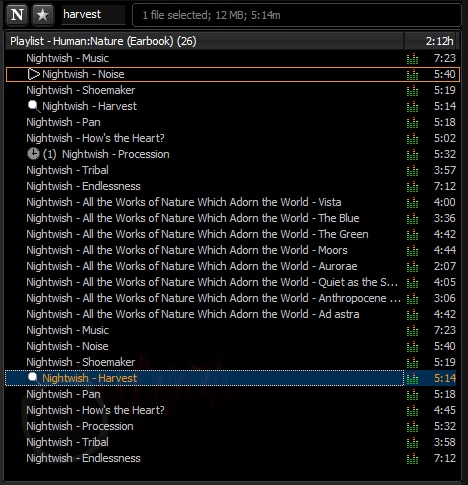 N ★ harvest 1 file selected; 12 MB; 5:14m
Playlist - Human:Nature (Earbook) (26) 2:12h
Nightwish - Music 7:23
Nightwish - Noise 5:40
Nightwish - Shoemaker 5:19
Nightwish - Harvest 5:14
Nightwish - Pan 5:18
Nightwish - How's the Heart? 5:02
(1) Nightwish - Procession 5:32
Nightwish - Tribal 3:57
Nightwish - Endlessness 7:12
Nightwish - All the Works of Nature Which Adorn the World - Vista 4:00
Nightwish - All the Works of Nature Which Adorn the World - The Blue 3:36
Nightwish - All the Works of Nature Which Adorn the World - The Green 4:42
Nightwish - All the Works of Nature Which Adorn the World - Moors 4:44
Nightwish - All the Works of Nature Which Adorn the World - Aurorae 2:07
Nightwish - All the Works of Nature Which Adorn the World - Quiet as the S... 4:05
Nightwish - All the Works of Nature Which Adorn the World - Anthropocene ... 3:06
Nightwish - All the Works of Nature Which Adorn the World - Ad astra 4:42
Nightwish - Music 7:23
Nightwish - Noise 5:40
Nightwish - Shoemaker 5:19
Nightwish - Harvest 5:14
Nightwish - Pan 5:18
Nightwish - How's the Heart? 4:45
Nightwish - Procession 5:32
Nightwish - Tribal 3:58
Nightwish - Endlessness 7:12